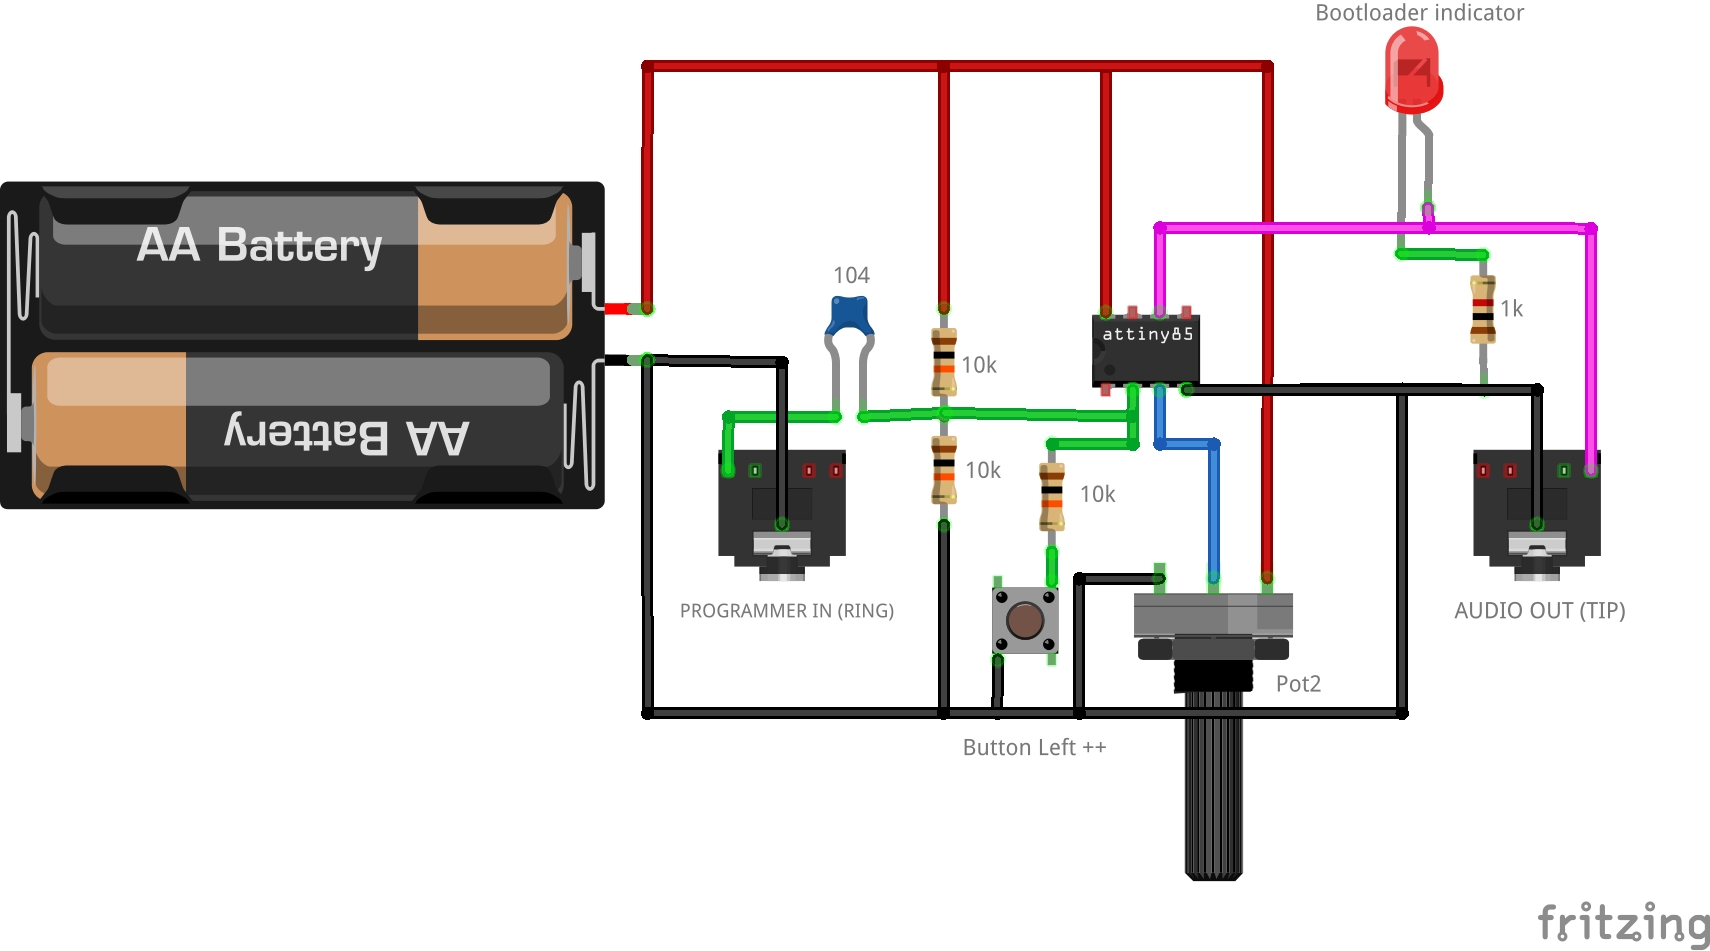 Bootloader indicator
AA Battery
104
1k
attiny85
10k
AA Battery
10k
10k
PROGRAMMER IN (RING)
AUDIO OUT (TIP)
Pot2
Button Left ++
fritzing